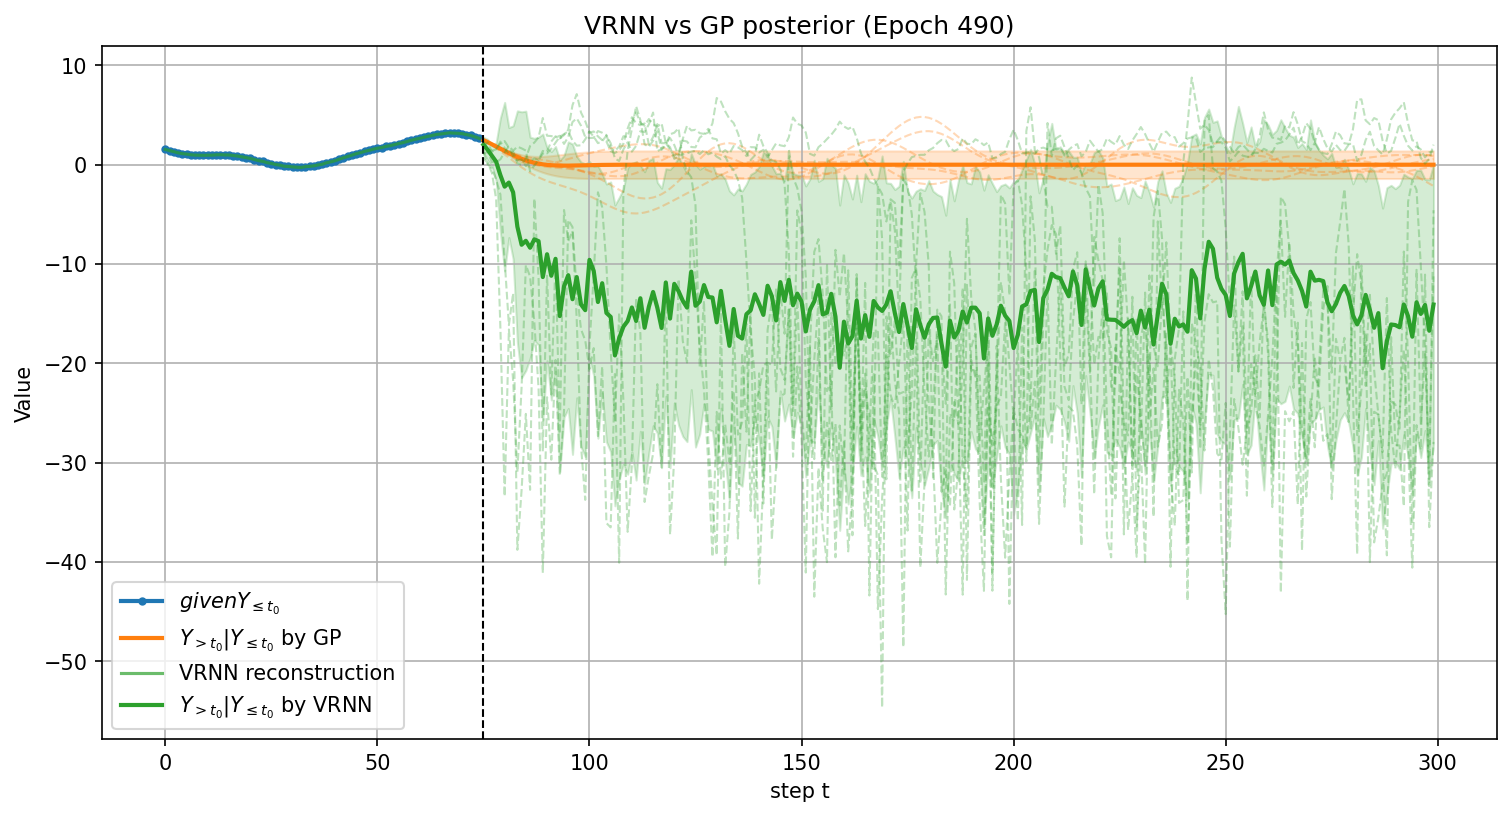 VRNN vs GP posterior (Epoch 490)
10
0
−10
−20
−30
−40
−50
Value
givenY≤t₀
Y>t₀|Y≤t₀ by GP
VRNN reconstruction
Y>t₀|Y≤t₀ by VRNN
0 50 100 150 200 250 300
step t